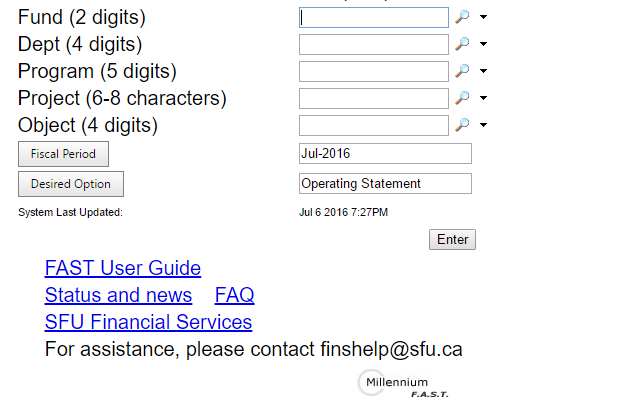 Fund (2 digits)
Dept (4 digits)
Program (5 digits)
Project (6-8 characters)
Object (4 digits)
Fiscal Period Jul-2016
Desired Option Operating Statement
System Last Updated: Jul 6 2016 7:27PM
Enter
FAST User Guide
Status and news FAQ
SFU Financial Services
For assistance, please contact finshelp@sfu.ca
Millennium
F.A.S.T.